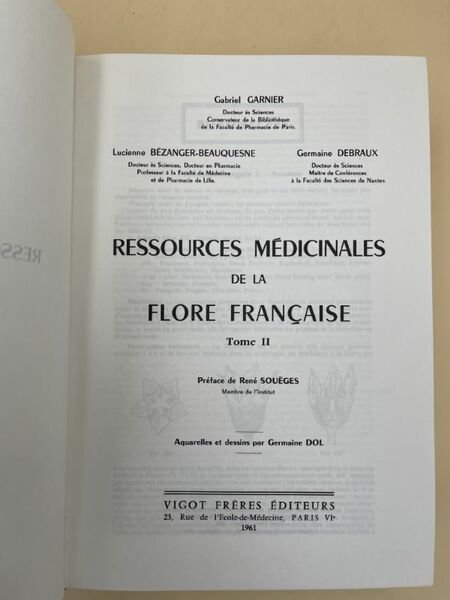 Gabriel GARNIER
Docteur ès Sciences
Conservateur de la Bibliothèque
de la Faculté de Pharmacie de Paris.
Lucienne BÉZANGER-BEAUQUESNE
Docteur ès Sciences, Docteur en Pharmacie
Professeur à la Faculté de Médecine
et de Pharmacie de Lille.
Germaine DEBRAUX
Docteur ès Sciences
Maître de Conférences
à la Faculté des Sciences de Nantes
RESSOURCES MÉDICINALES
DE LA
FLORE FRANÇAISE
Tome II
Préface de René SOUÈGES
Membre de l'Institut
Aquarelles et dessins par Germaine DOL
VIGOT FRÈRES ÉDITEURS
23, Rue de l'Ecole-de-Médecine, PARIS VIe
1961